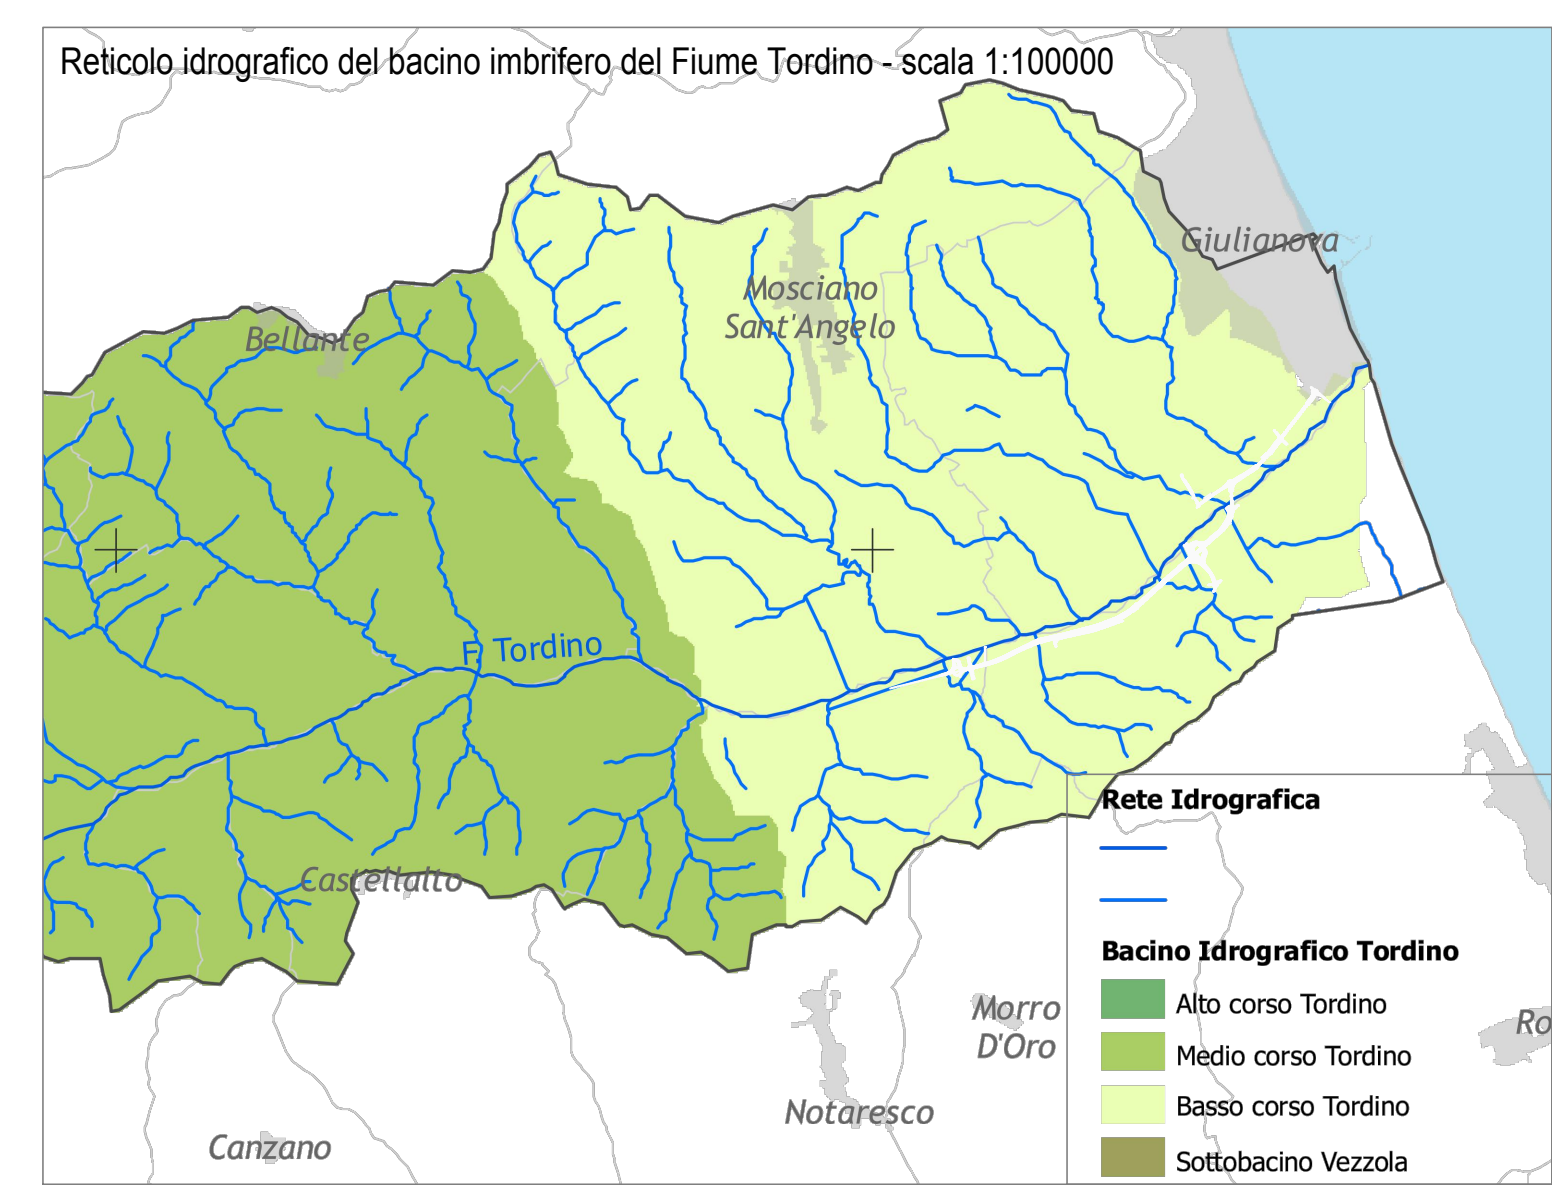 Reticolo idrografico del bacino imbrifero del Fiume Tordino - scala 1:100000
Giulianova
Mosciano
Sant'Angelo
Bellante
F. Tordino
Castellalto
Rete Idrografica
Bacino Idrografico Tordino
Alto corso Tordino
Medio corso Tordino
Basso corso Tordino
Sottobacino Vezzola
Morro
D'Oro
Ro
Notaresco
Canzano